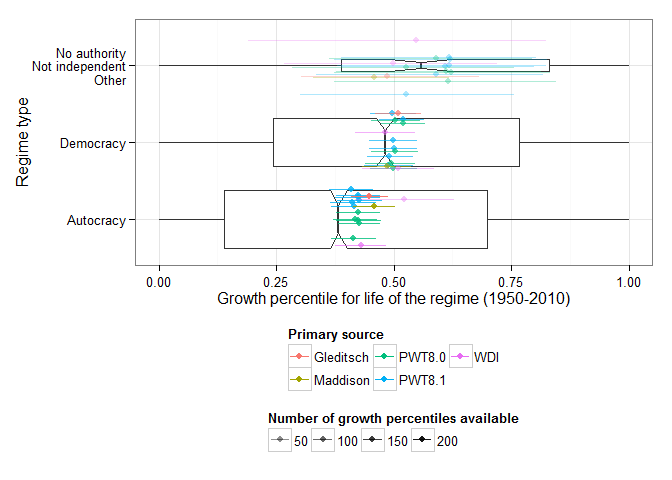 Regime type
No authority
Not independent
Other
Democracy
Autocracy
0.00 0.25 0.50 0.75 1.00
Growth percentile for life of the regime (1950-2010)
Primary source
Gleditsch PWT8.0 WDI
Maddison PWT8.1
Number of growth percentiles available
50 100 150 200